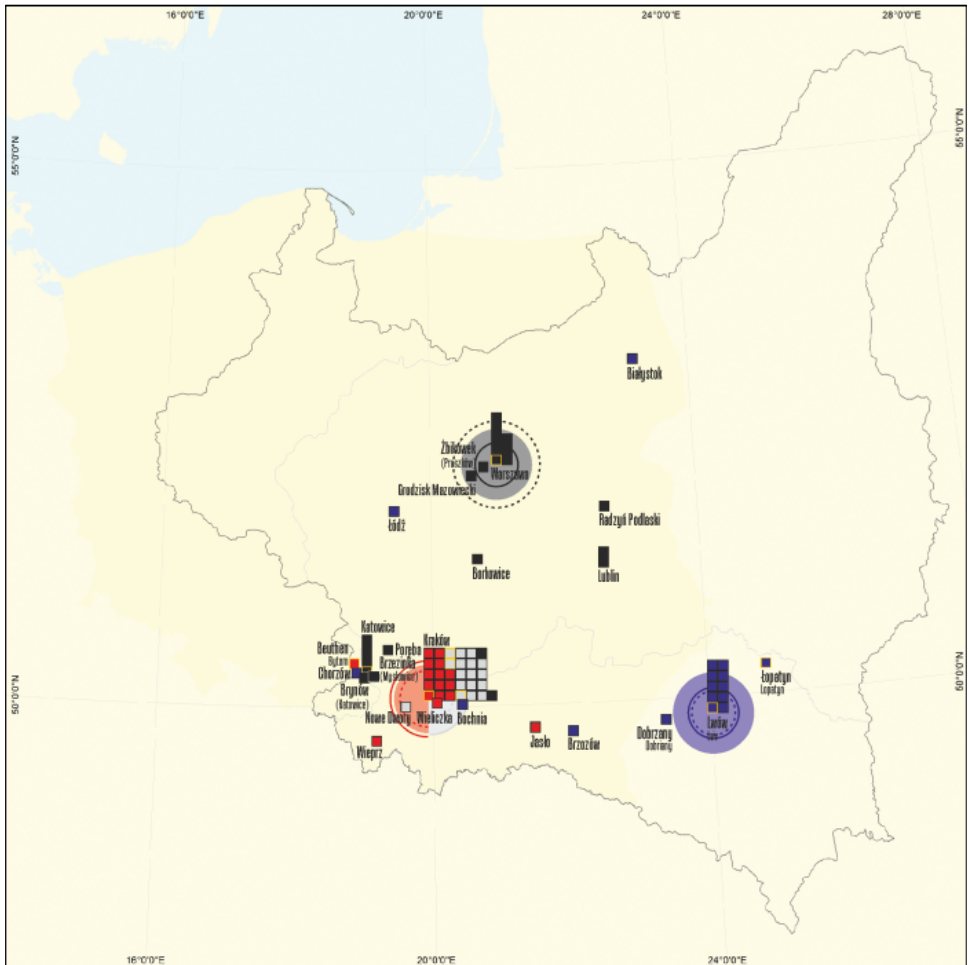 16°0'0"E
20°0'0"E
24°0'0"E
28°0'0"E
55°0'0"N
55°0'0"N
Białystok
Żbikówek
(Pruszków)
Warszawa
Grodzisk Mazowiecki
Łódź
Radzyń Podlaski
Borkowice
Lublin
Katowice
Beuthen
Bytom
Chorzów
Poręba
Brzezinka
(Mysłowice)
Brynów
(Katowice)
Kraków
50°0'0"N
50°0'0"N
Nowe Dwory
Wieliczka
Bochnia
Łopatyn
Lopatyn
Lwów
Dobrzany
Dobriany
Jasło
Brzozów
Wieprz
16°0'0"E
20°0'0"E
24°0'0"E